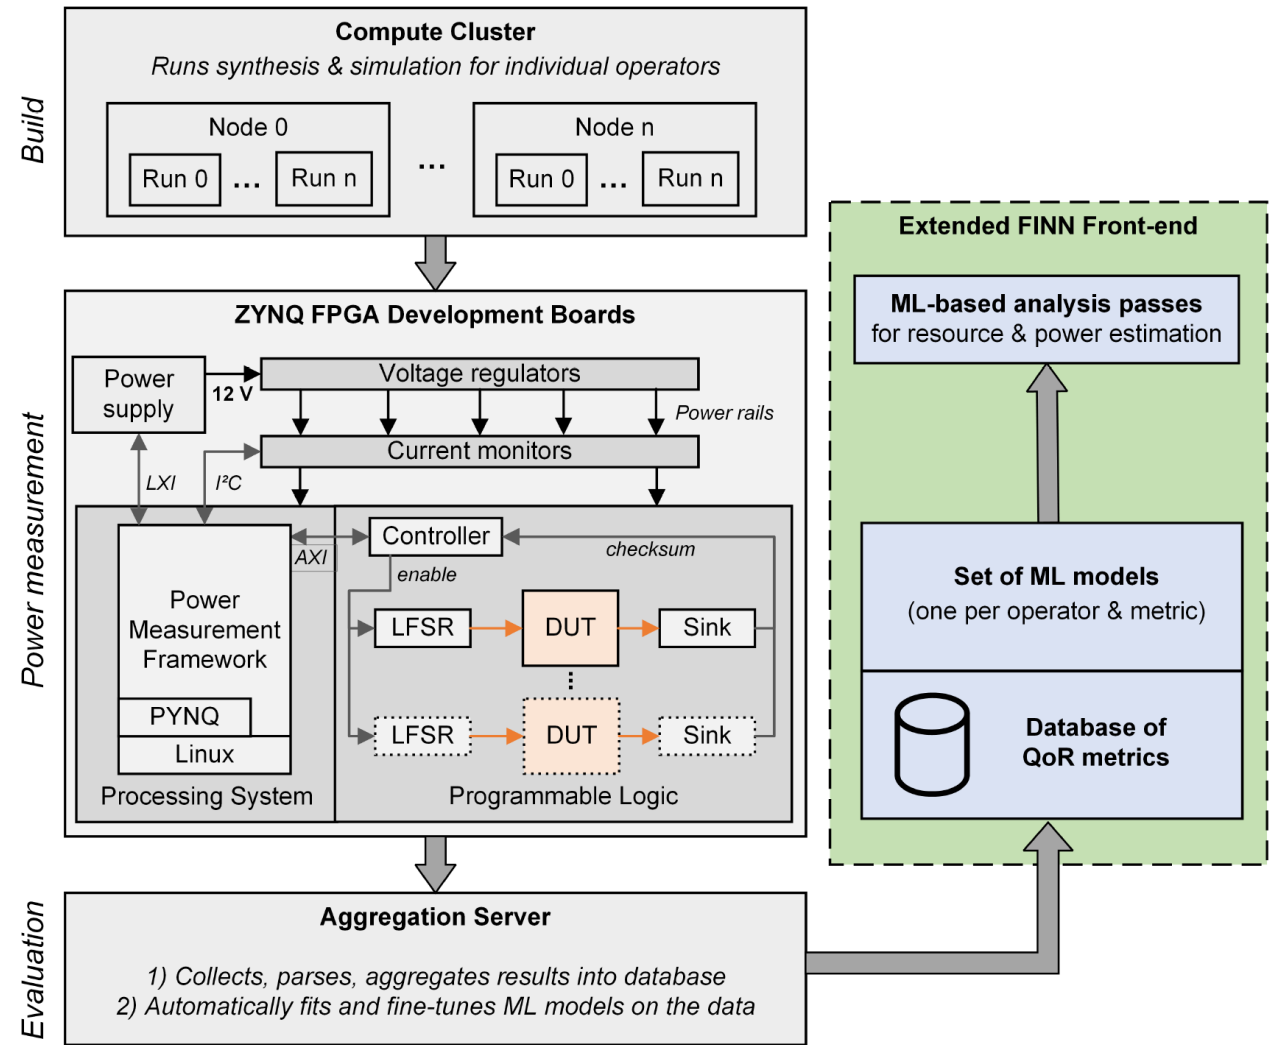 Build
Compute Cluster
Runs synthesis & simulation for individual operators
Node 0
Run 0
...
Run n
...
Node n
Run 0
...
Run n
Power measurement
ZYNQ FPGA Development Boards
Power
supply
12 V
Voltage regulators
Power rails
Current monitors
LXI
I²C
AXI
Controller
checksum
enable
Power
Measurement
Framework
PYNQ
Linux
Processing System
LFSR
DUT
Sink
LFSR
DUT
Sink
Programmable Logic
Evaluation
Aggregation Server
1) Collects, parses, aggregates results into database
2) Automatically fits and fine-tunes ML models on the data
Extended FINN Front-end
ML-based analysis passes
for resource & power estimation
Set of ML models
(one per operator & metric)
Database of
QoR metrics